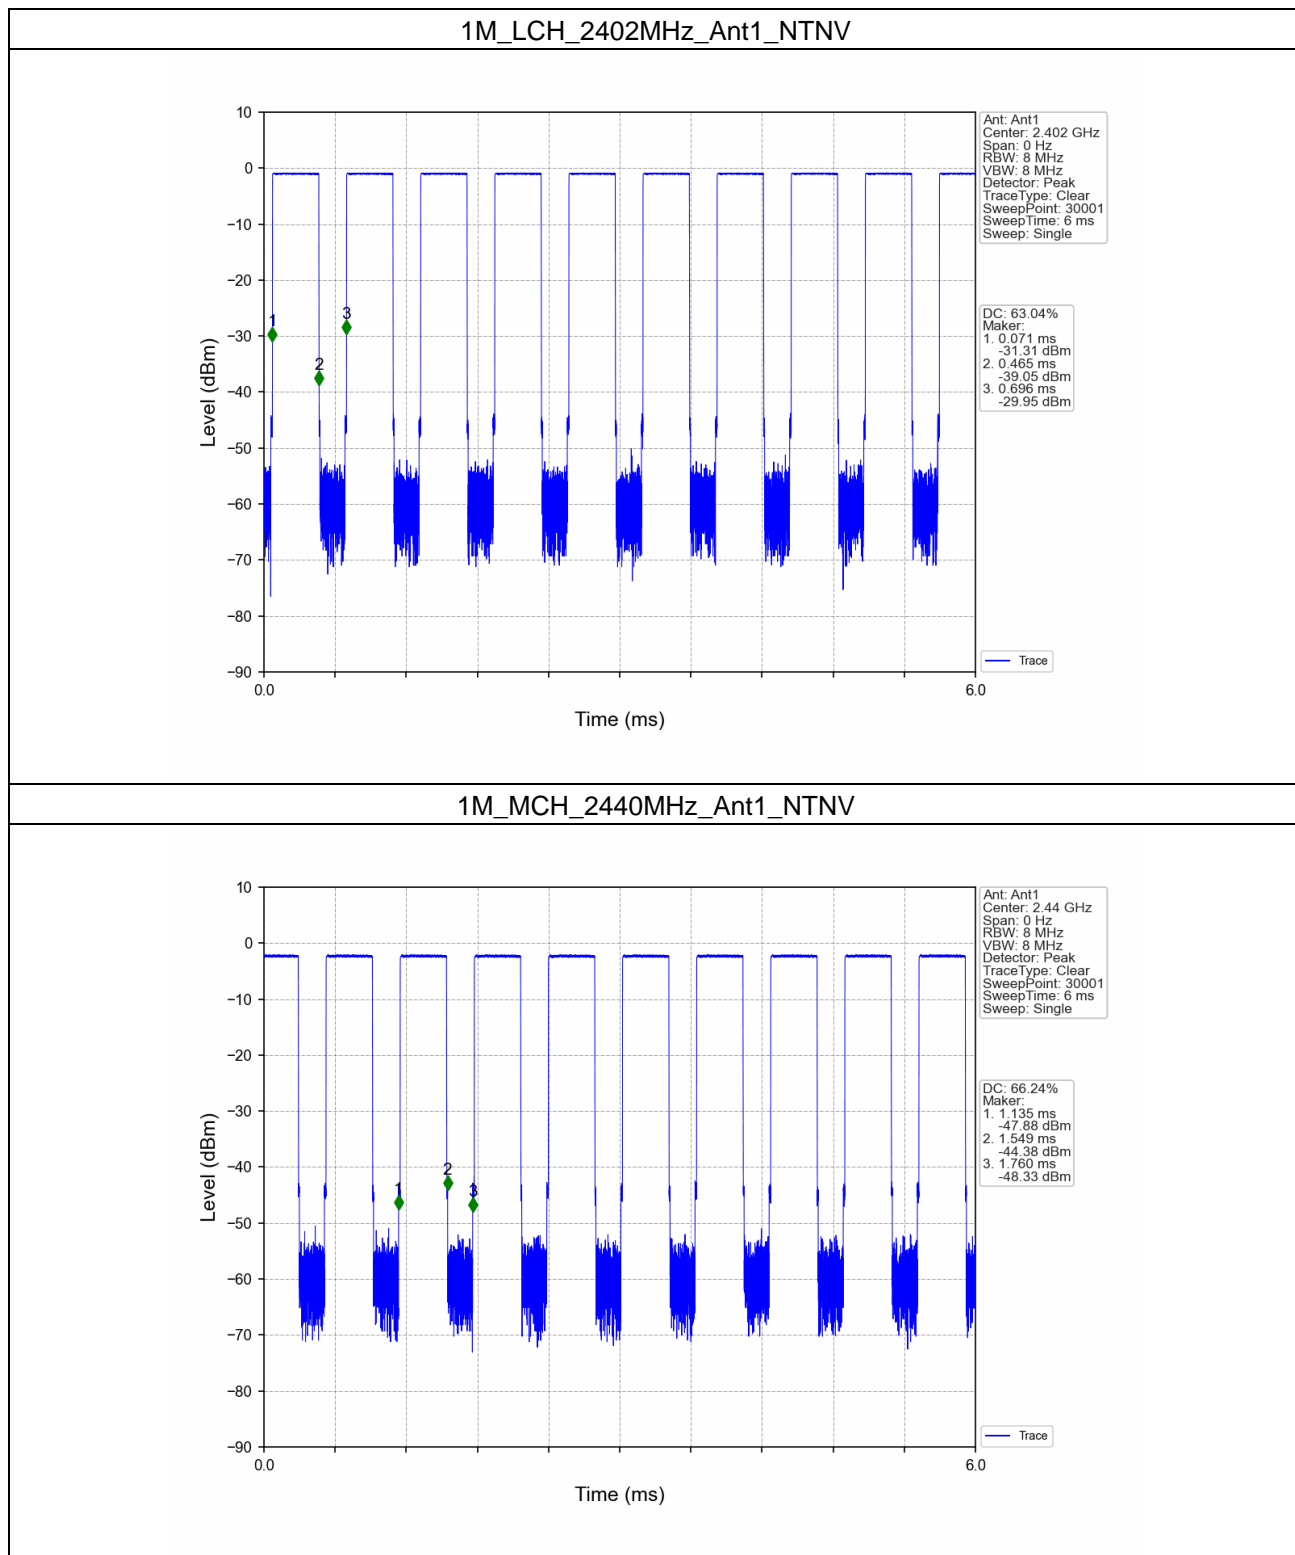 1M_LCH_2402MHz_Ant1_NTNV
10
0
−10
−20
−30
−40
−50
−60
−70
−80
−90
Level (dBm)
1
2
3
0.0
6.0
Time (ms)
Ant: Ant1
Center: 2.402 GHz
Span: 0 Hz
RBW: 8 MHz
VBW: 8 MHz
Detector: Peak
TraceType: Clear
SweepPoint: 30001
SweepTime: 6 ms
Sweep: Single
DC: 63.04%
Maker:
1. 0.071 ms
-31.31 dBm
2. 0.465 ms
-39.05 dBm
3. 0.696 ms
-29.95 dBm
Trace
1M_MCH_2440MHz_Ant1_NTNV
10
0
−10
−20
−30
−40
−50
−60
−70
−80
−90
Level (dBm)
1
2
3
0.0
6.0
Time (ms)
Ant: Ant1
Center: 2.44 GHz
Span: 0 Hz
RBW: 8 MHz
VBW: 8 MHz
Detector: Peak
TraceType: Clear
SweepPoint: 30001
SweepTime: 6 ms
Sweep: Single
DC: 66.24%
Maker:
1. 1.135 ms
-47.88 dBm
2. 1.549 ms
-44.38 dBm
3. 1.760 ms
-48.33 dBm
Trace